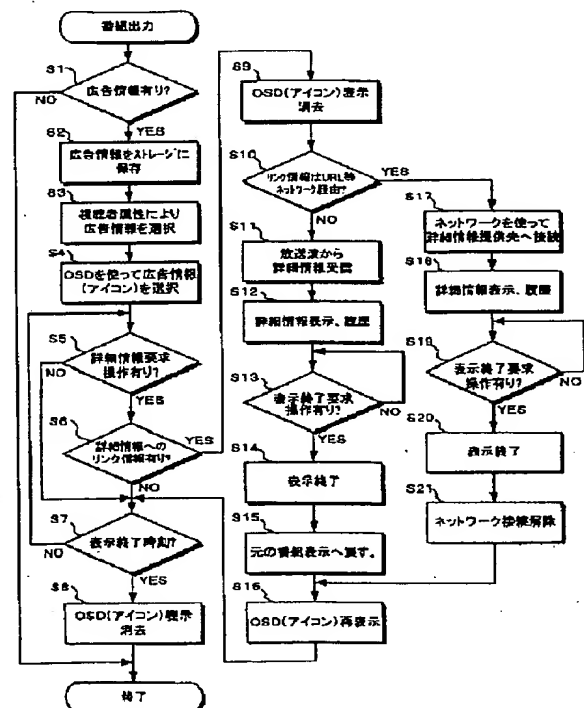 番組出力
S1
広告情報有り?
NO
YES
S2
広告情報をストレージに
保存
S3
視聴者属性により
広告情報を選択
S4
OSDを使って広告情報
(アイコン)を選択
S5
詳細情報要求
操作有り?
NO
YES
S6
詳細情報への
リンク情報有り?
YES
NO
S7
表示終了時刻?
NO
YES
S8
OSD(アイコン)表示
消去
終了
S9
OSD(アイコン)表示
消去
S10
リンク情報はURL等
ネットワーク経由?
YES
NO
S11
放送波から
詳細情報受信
S12
詳細情報表示、履歴
S13
表示終了要求
操作有り?
NO
YES
S14
表示終了
S15
元の番組表示へ戻す。
S16
OSD(アイコン)再表示
S17
ネットワークを使って
詳細情報提供先へ接続
S18
詳細情報表示、履歴
S19
表示終了要求
操作有り?
NO
YES
S20
表示終了
S21
ネットワーク接続解除